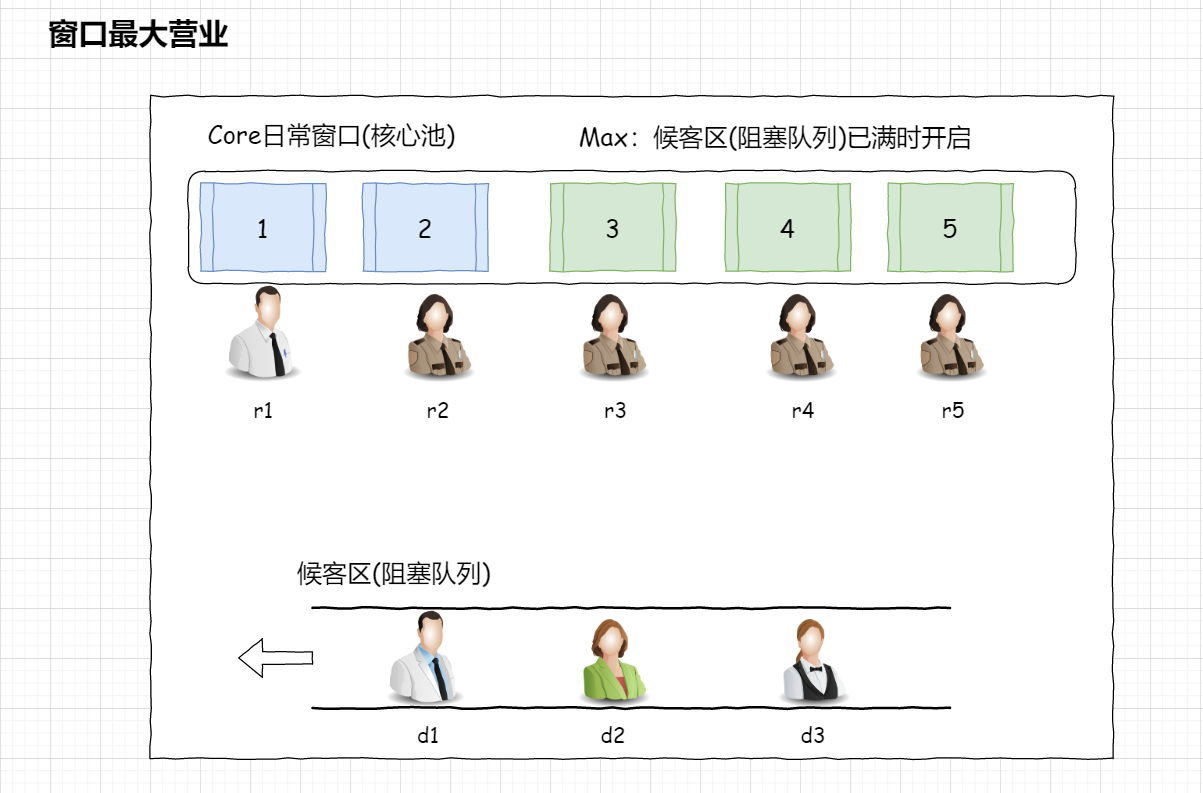 窗口最大营业
Core日常窗口(核心池)
Max：候客区(阻塞队列)已满时开启
1 2 3 4 5
r1 r2 r3 r4 r5
候客区(阻塞队列)
d1 d2 d3